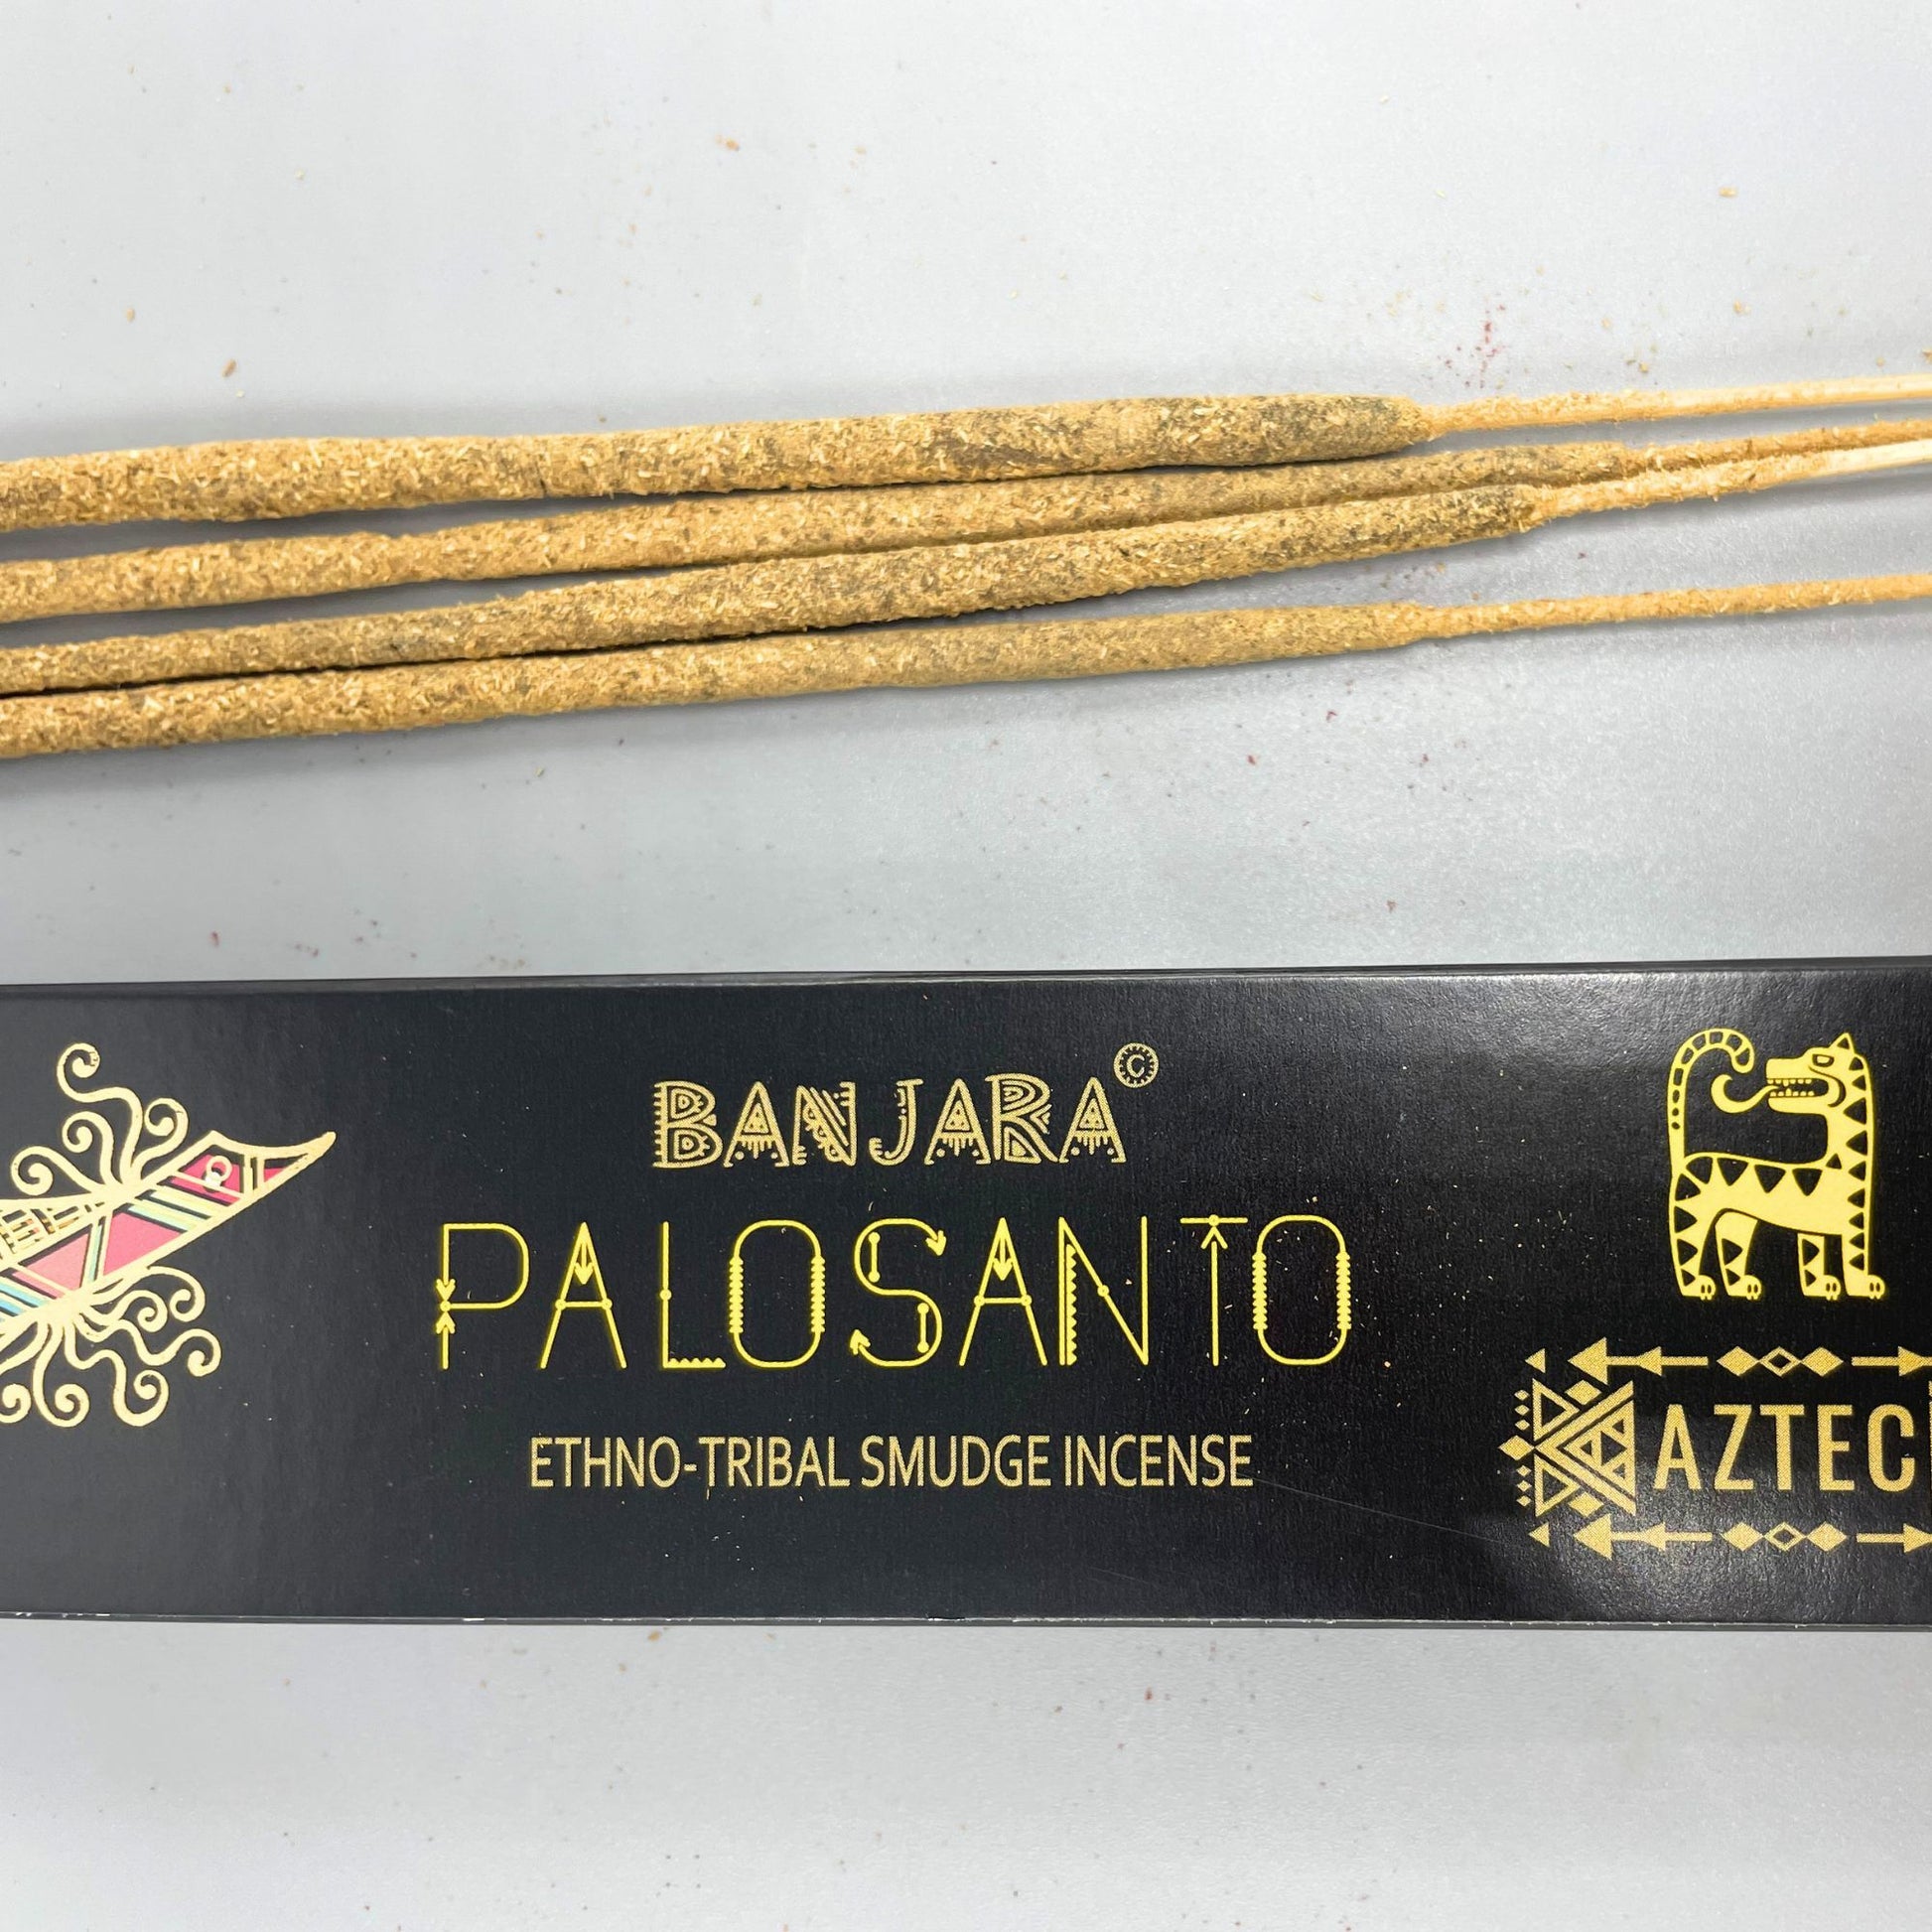 BANJARA©
PALOSANTO
ETHNO-TRIBAL SMUDGE INCENSE
AZTEC